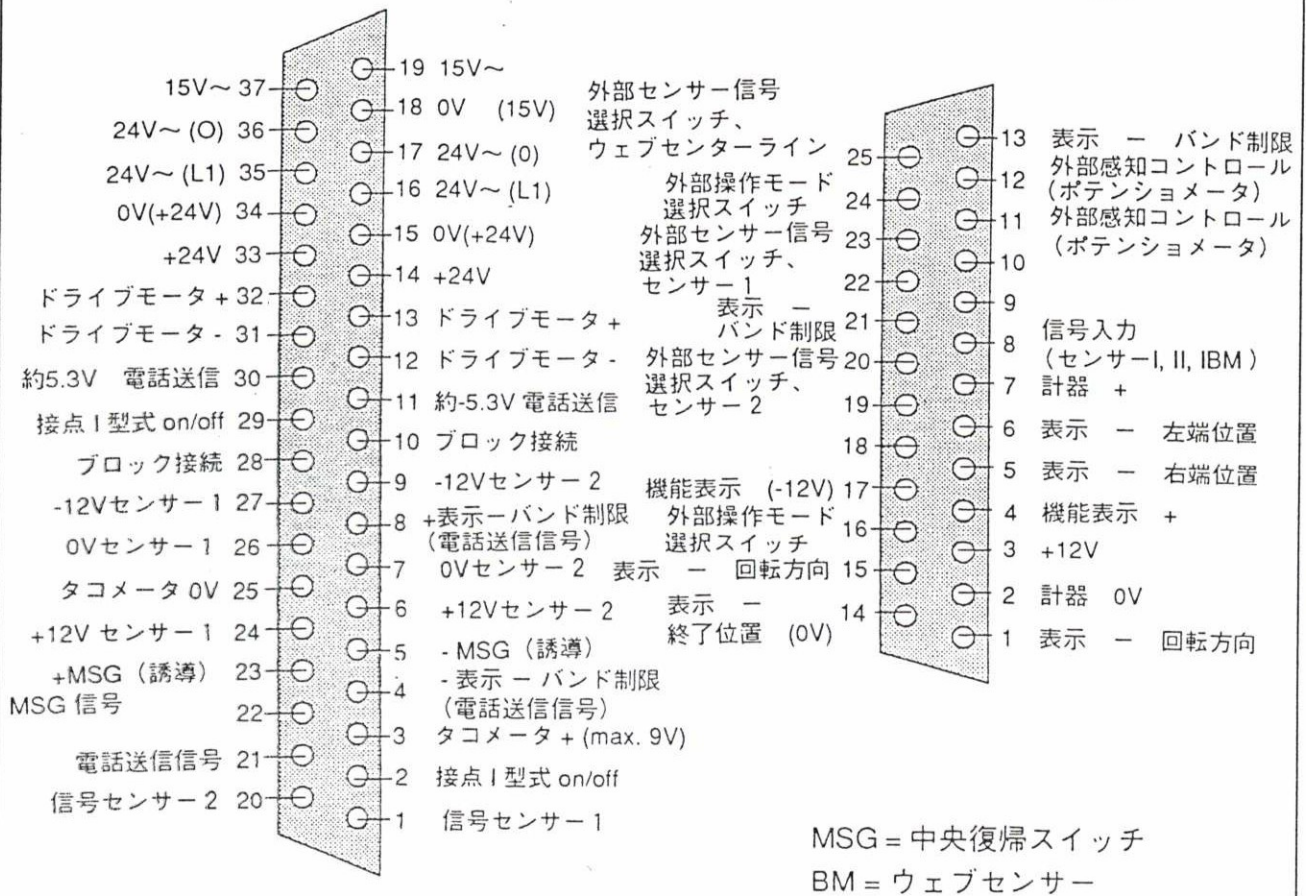 15V～ 37
24V～ (O) 36
24V～ (L1) 35
0V(+24V) 34
+24V 33
ドライブモータ + 32
ドライブモータ - 31
約5.3V 電話送信 30
接点 I 型式 on/off 29
ブロック接続 28
-12Vセンサー 1 27
0Vセンサー 1 26
タコメータ 0V 25
+12V センサー 1 24
+MSG（誘導） 23
MSG 信号
22
電話送信信号 21
信号センサー 2 20
19 15V～
18 0V (15V)
17 24V～ (0)
16 24V～ (L1)
15 0V(+24V)
14 +24V
13 ドライブモータ +
12 ドライブモータ -
11 約-5.3V 電話送信
10 ブロック接続
9 -12Vセンサー 2
8 +表示ーバンド制限
（電話送信信号）
7 0Vセンサー 2
6 +12Vセンサー 2
5 - MSG（誘導）
4 - 表示 ー バンド制限
（電話送信信号）
3 タコメータ + (max. 9V)
2 接点 I 型式 on/off
1 信号センサー 1
外部センサー信号
選択スイッチ、
ウェブセンターライン 25
外部操作モード
選択スイッチ 24
外部センサー信号 23
選択スイッチ、
センサー 1 22
表示 ー
バンド制限 21
外部センサー信号 20
選択スイッチ、
センサー 2 19
18
機能表示 (-12V) 17
外部操作モード
選択スイッチ 16
表示 ー 回転方向 15
表示 ー 14
終了位置 (0V)
13 表示 ー バンド制限
12 外部感知コントロール
（ポテンショメータ）
11 外部感知コントロール
（ポテンショメータ）
10
9
8 信号入力
（センサーI, II, IBM）
7 計器 +
6 表示 ー 左端位置
5 表示 ー 右端位置
4 機能表示 +
3 +12V
2 計器 0V
1 表示 ー 回転方向
MSG = 中央復帰スイッチ
BM = ウェブセンサー